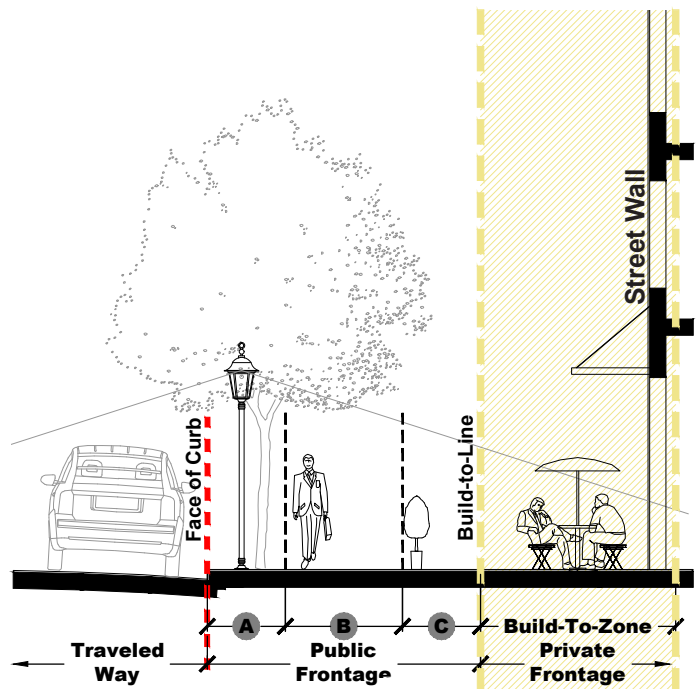 Street Wall
Face of Curb
Build-to-Line
A
B
C
Build-To-Zone
Traveled
Way
Public
Frontage
Private
Frontage